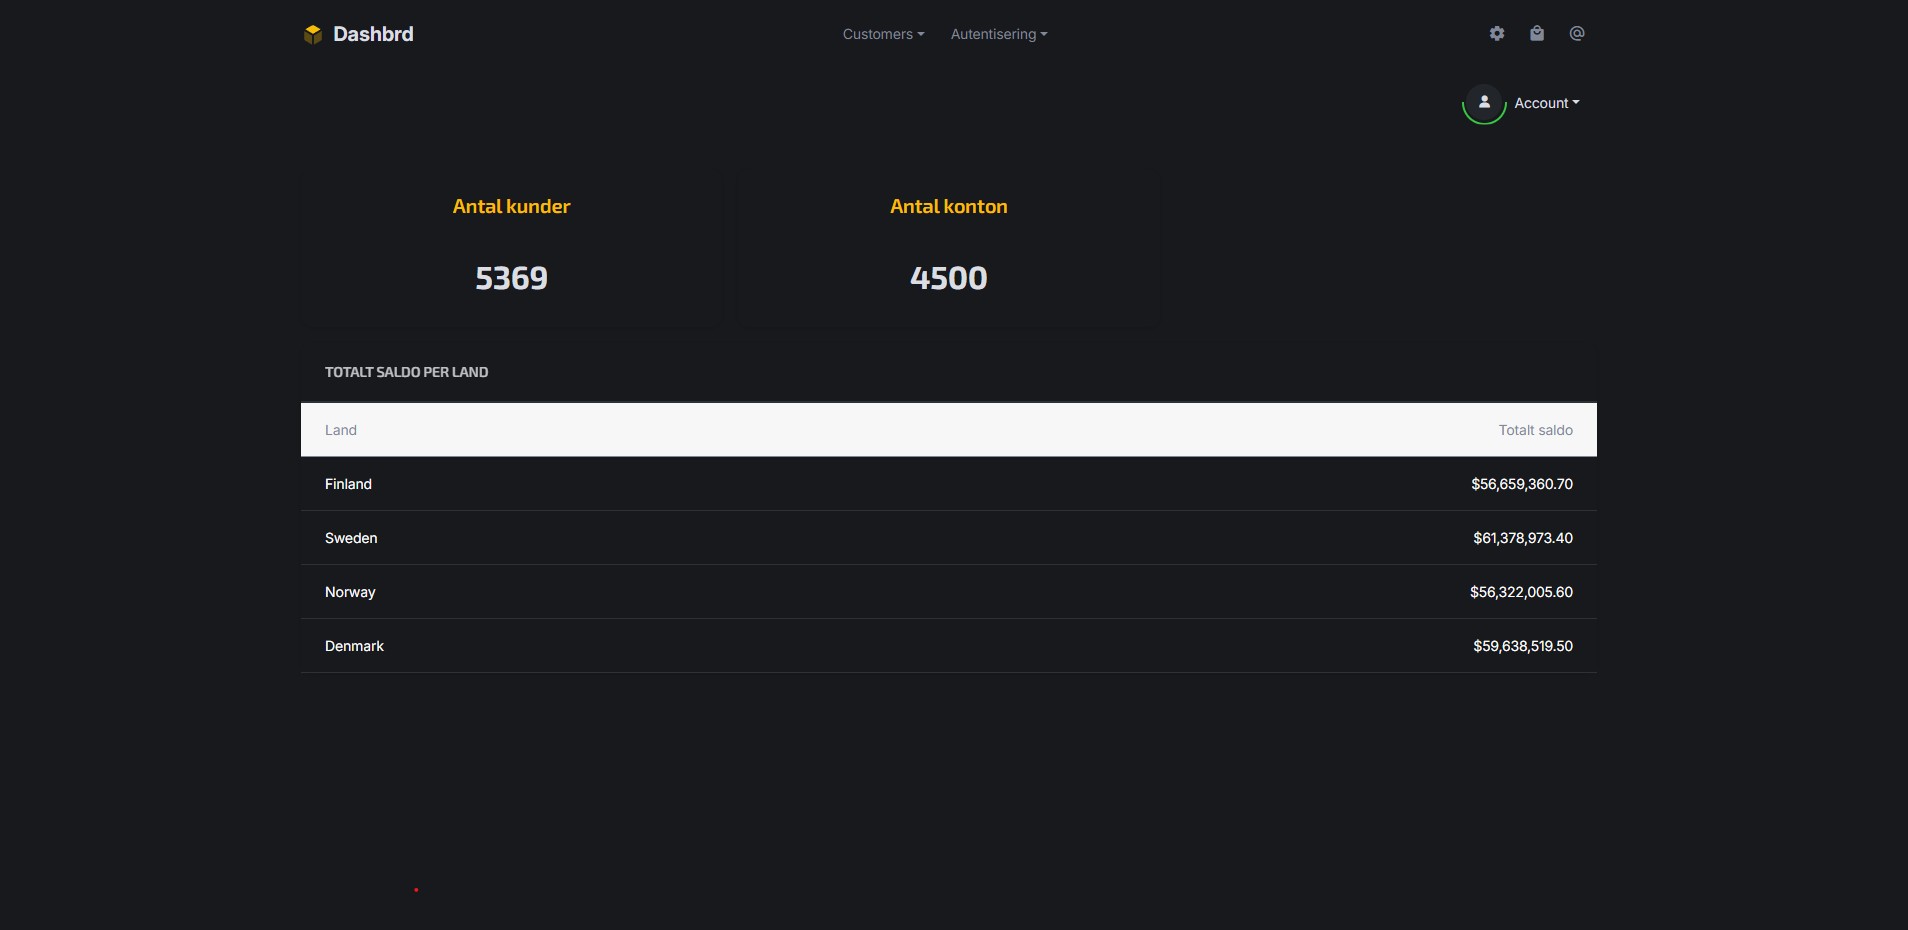 Dashbrd
Customers
Autentisering
Account
Antal kunder
5369
Antal konton
4500
TOTALT SALDO PER LAND
Land Totalt saldo
Finland $56,659,360.70
Sweden $61,378,973.40
Norway $56,322,005.60
Denmark $59,638,519.50